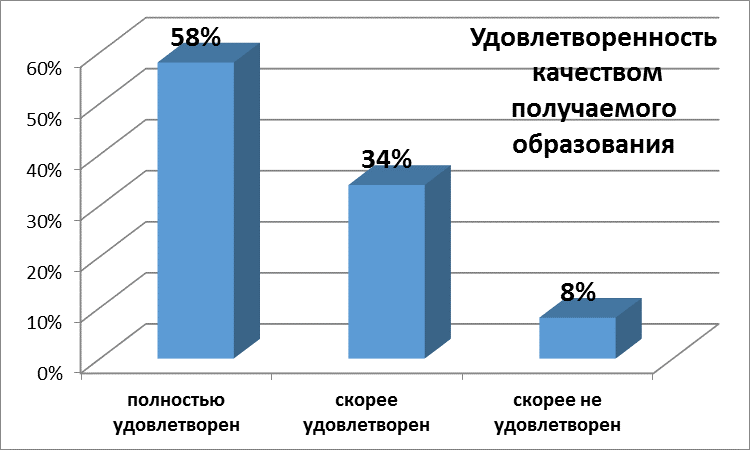 Удовлетворенность
качеством
получаемого
образования
58%
34%
8%
60%
50%
40%
30%
20%
10%
0%
полностью
удовлетворен
скорее
удовлетворен
скорее не
удовлетворен